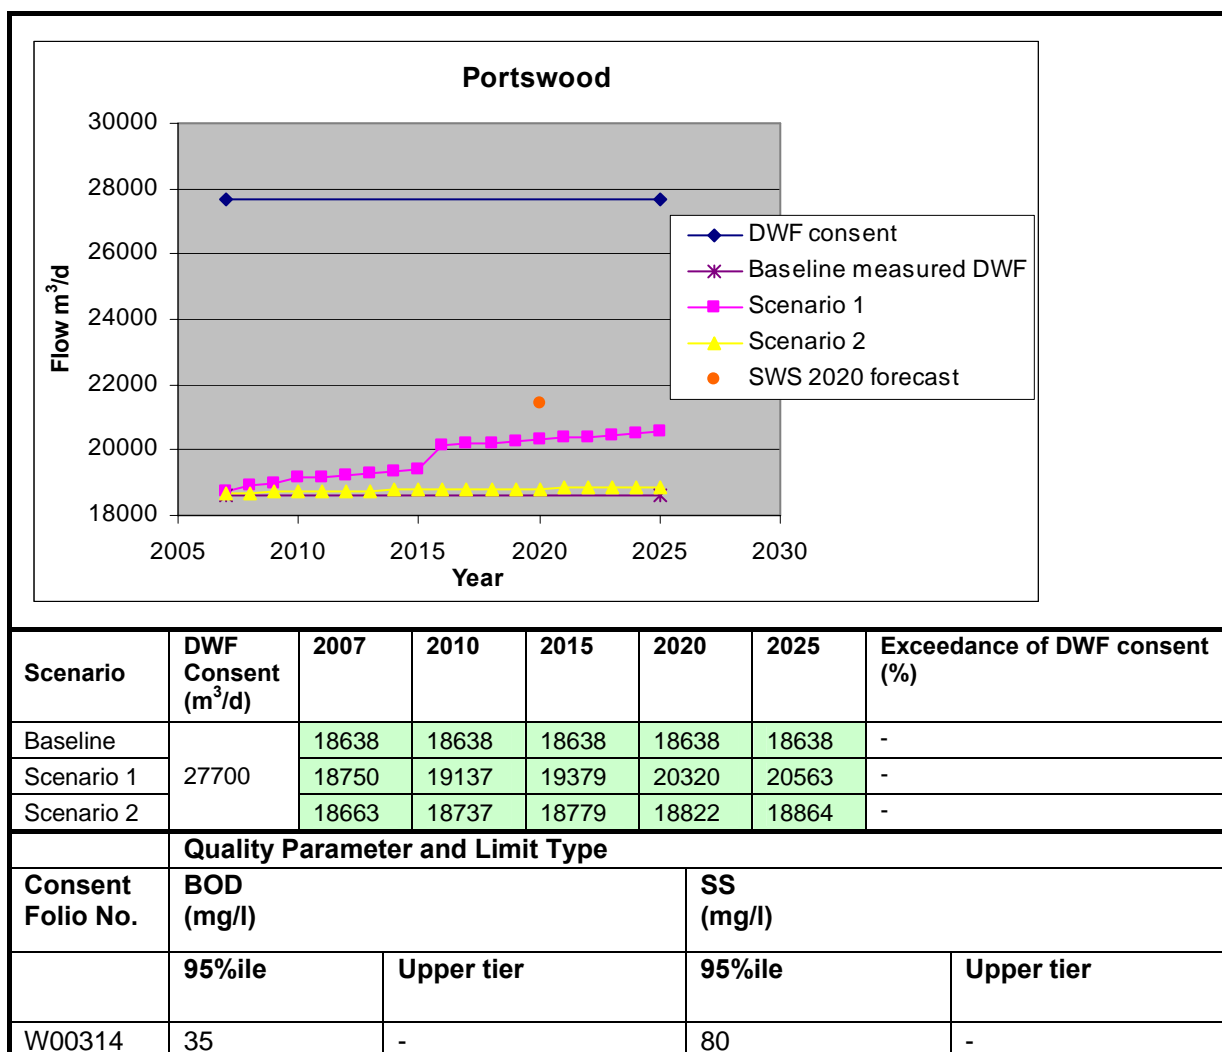 Portswood
30000
28000
26000
24000
22000
20000
18000
Flow m³/d
2005 2010 2015 2020 2025 2030
Year
DWF consent
Baseline measured DWF
Scenario 1
Scenario 2
SWS 2020 forecast
Scenario DWF Consent (m³/d) 2007 2010 2015 2020 2025 Exceedance of DWF consent (%)
Baseline 27700 18638 18638 18638 18638 18638 -
Scenario 1 18750 19137 19379 20320 20563 -
Scenario 2 18663 18737 18779 18822 18864 -
Quality Parameter and Limit Type
Consent Folio No. BOD (mg/l) SS (mg/l)
95%ile Upper tier 95%ile Upper tier
W00314 35 - 80 -